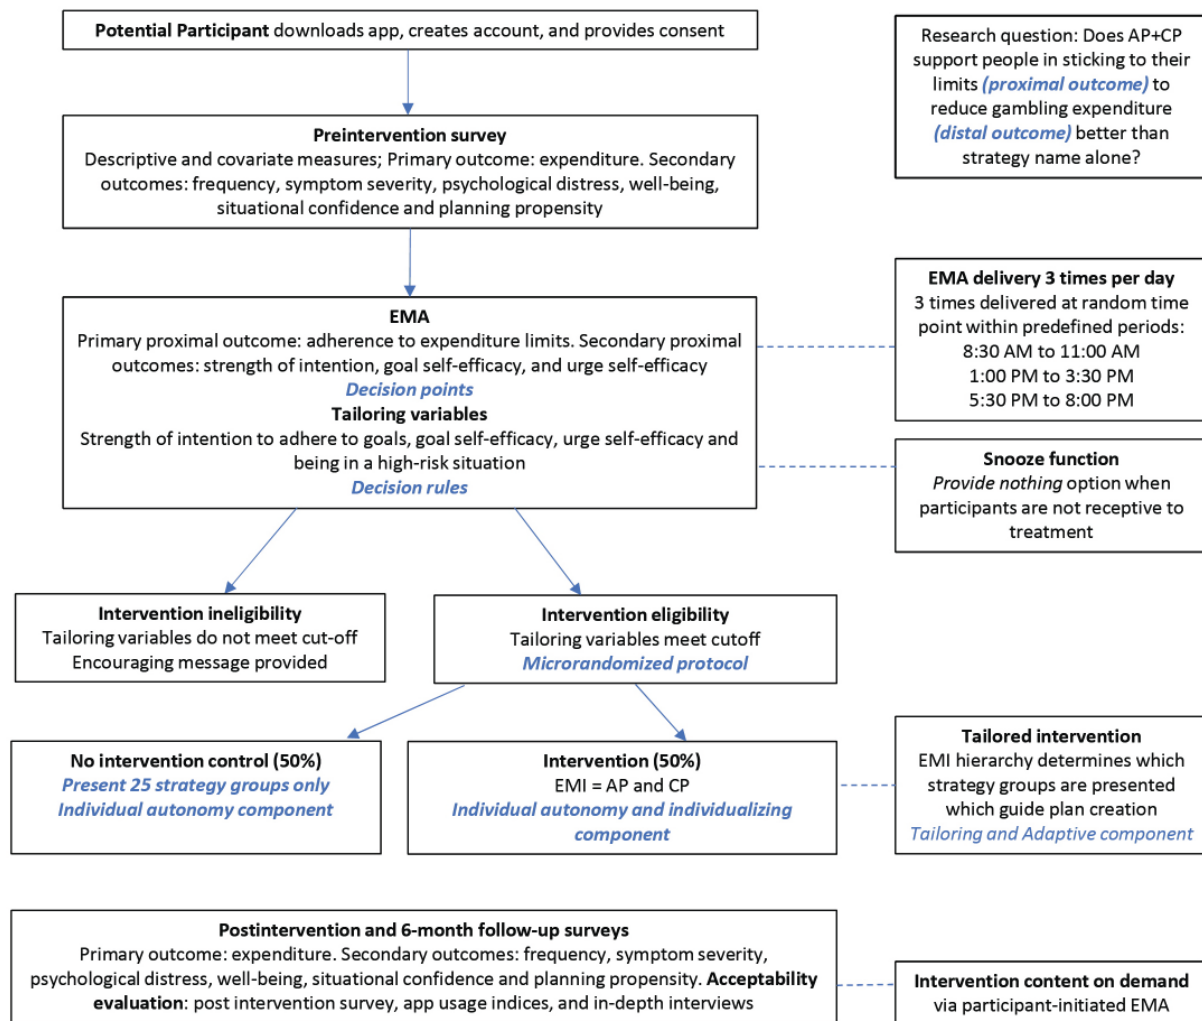 Potential Participant downloads app, creates account, and provides consent
Research question: Does AP+CP
support people in sticking to their
limits (proximal outcome) to
reduce gambling expenditure
(distal outcome) better than
strategy name alone?
Preintervention survey
Descriptive and covariate measures; Primary outcome: expenditure. Secondary
outcomes: frequency, symptom severity, psychological distress, well-being,
situational confidence and planning propensity
EMA
Primary proximal outcome: adherence to expenditure limits. Secondary proximal
outcomes: strength of intention, goal self-efficacy, and urge self-efficacy
Decision points
Tailoring variables
Strength of intention to adhere to goals, goal self-efficacy, urge self-efficacy and
being in a high-risk situation
Decision rules
EMA delivery 3 times per day
3 times delivered at random time
point within predefined periods:
8:30 AM to 11:00 AM
1:00 PM to 3:30 PM
5:30 PM to 8:00 PM
Snooze function
Provide nothing option when
participants are not receptive to
treatment
Intervention ineligibility
Tailoring variables do not meet cut-off
Encouraging message provided
Intervention eligibility
Tailoring variables meet cutoff
Microrandomized protocol
No intervention control (50%)
Present 25 strategy groups only
Individual autonomy component
Intervention (50%)
EMI = AP and CP
Individual autonomy and individualizing
component
Tailored intervention
EMI hierarchy determines which
strategy groups are presented
which guide plan creation
Tailoring and Adaptive component
Postintervention and 6-month follow-up surveys
Primary outcome: expenditure. Secondary outcomes: frequency, symptom severity,
psychological distress, well-being, situational confidence and planning propensity. Acceptability
evaluation: post intervention survey, app usage indices, and in-depth interviews
Intervention content on demand
via participant-initiated EMA